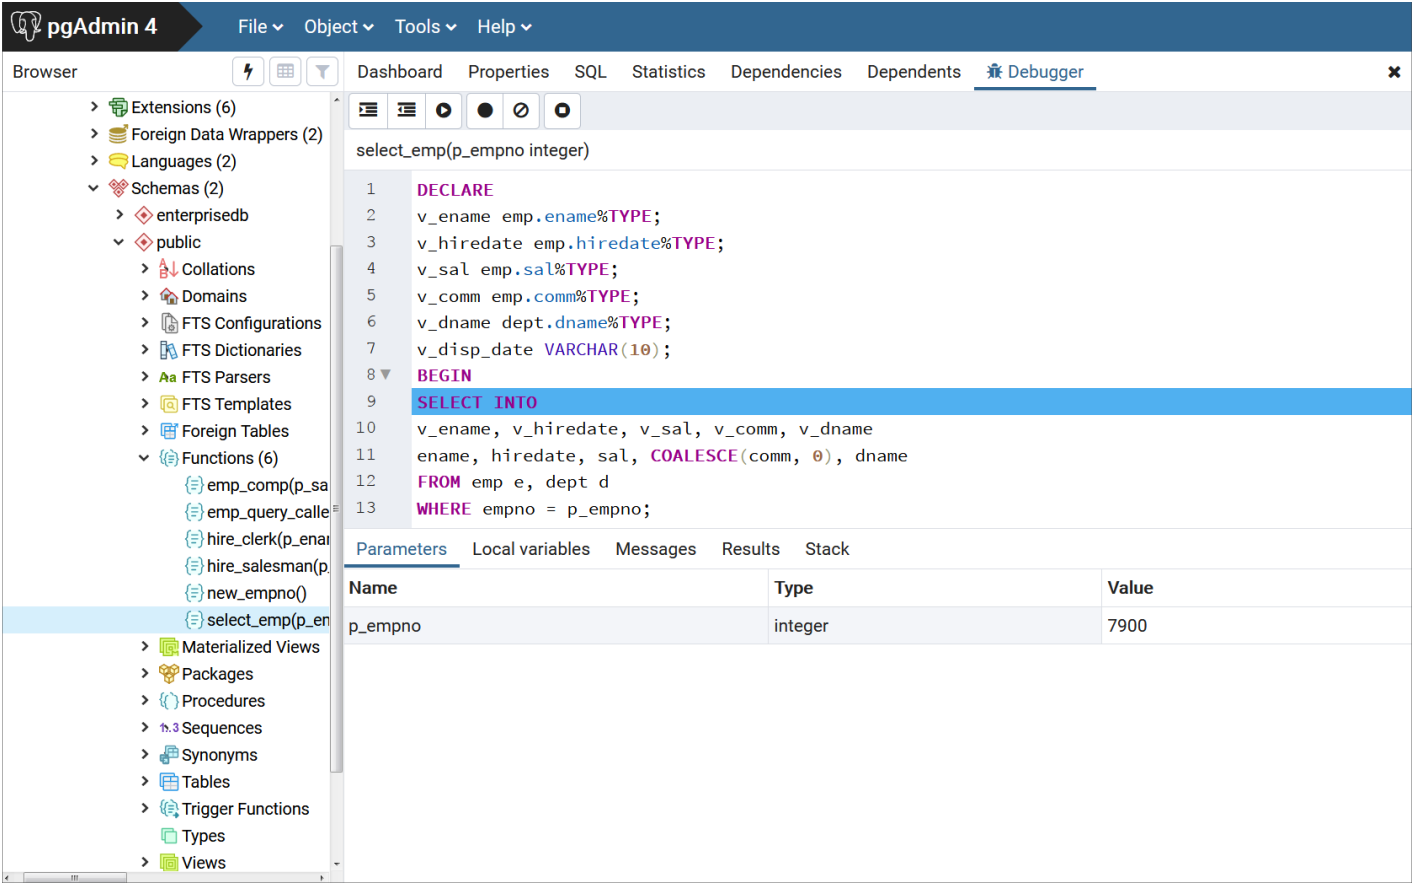 pgAdmin 4
File Object Tools Help
Browser
Dashboard Properties SQL Statistics Dependencies Dependents Debugger
Extensions (6)
Foreign Data Wrappers (2)
Languages (2)
Schemas (2)
enterprisedb
public
Collations
Domains
FTS Configurations
FTS Dictionaries
Aa FTS Parsers
FTS Templates
Foreign Tables
Functions (6)
emp_comp(p_sa
emp_query_calle
hire_clerk(p_enar
hire_salesman(p_
new_empno()
select_emp(p_en
Materialized Views
Packages
Procedures
1..3 Sequences
Synonyms
Tables
Trigger Functions
Types
Views
select_emp(p_empno integer)
1 DECLARE
2 v_ename emp.ename%TYPE;
3 v_hiredate emp.hiredate%TYPE;
4 v_sal emp.sal%TYPE;
5 v_comm emp.comm%TYPE;
6 v_dname dept.dname%TYPE;
7 v_disp_date VARCHAR(10);
8 BEGIN
9 SELECT INTO
10 v_ename, v_hiredate, v_sal, v_comm, v_dname
11 ename, hiredate, sal, COALESCE(comm, 0), dname
12 FROM emp e, dept d
13 WHERE empno = p_empno;
Parameters Local variables Messages Results Stack
Name Type Value
p_empno integer 7900